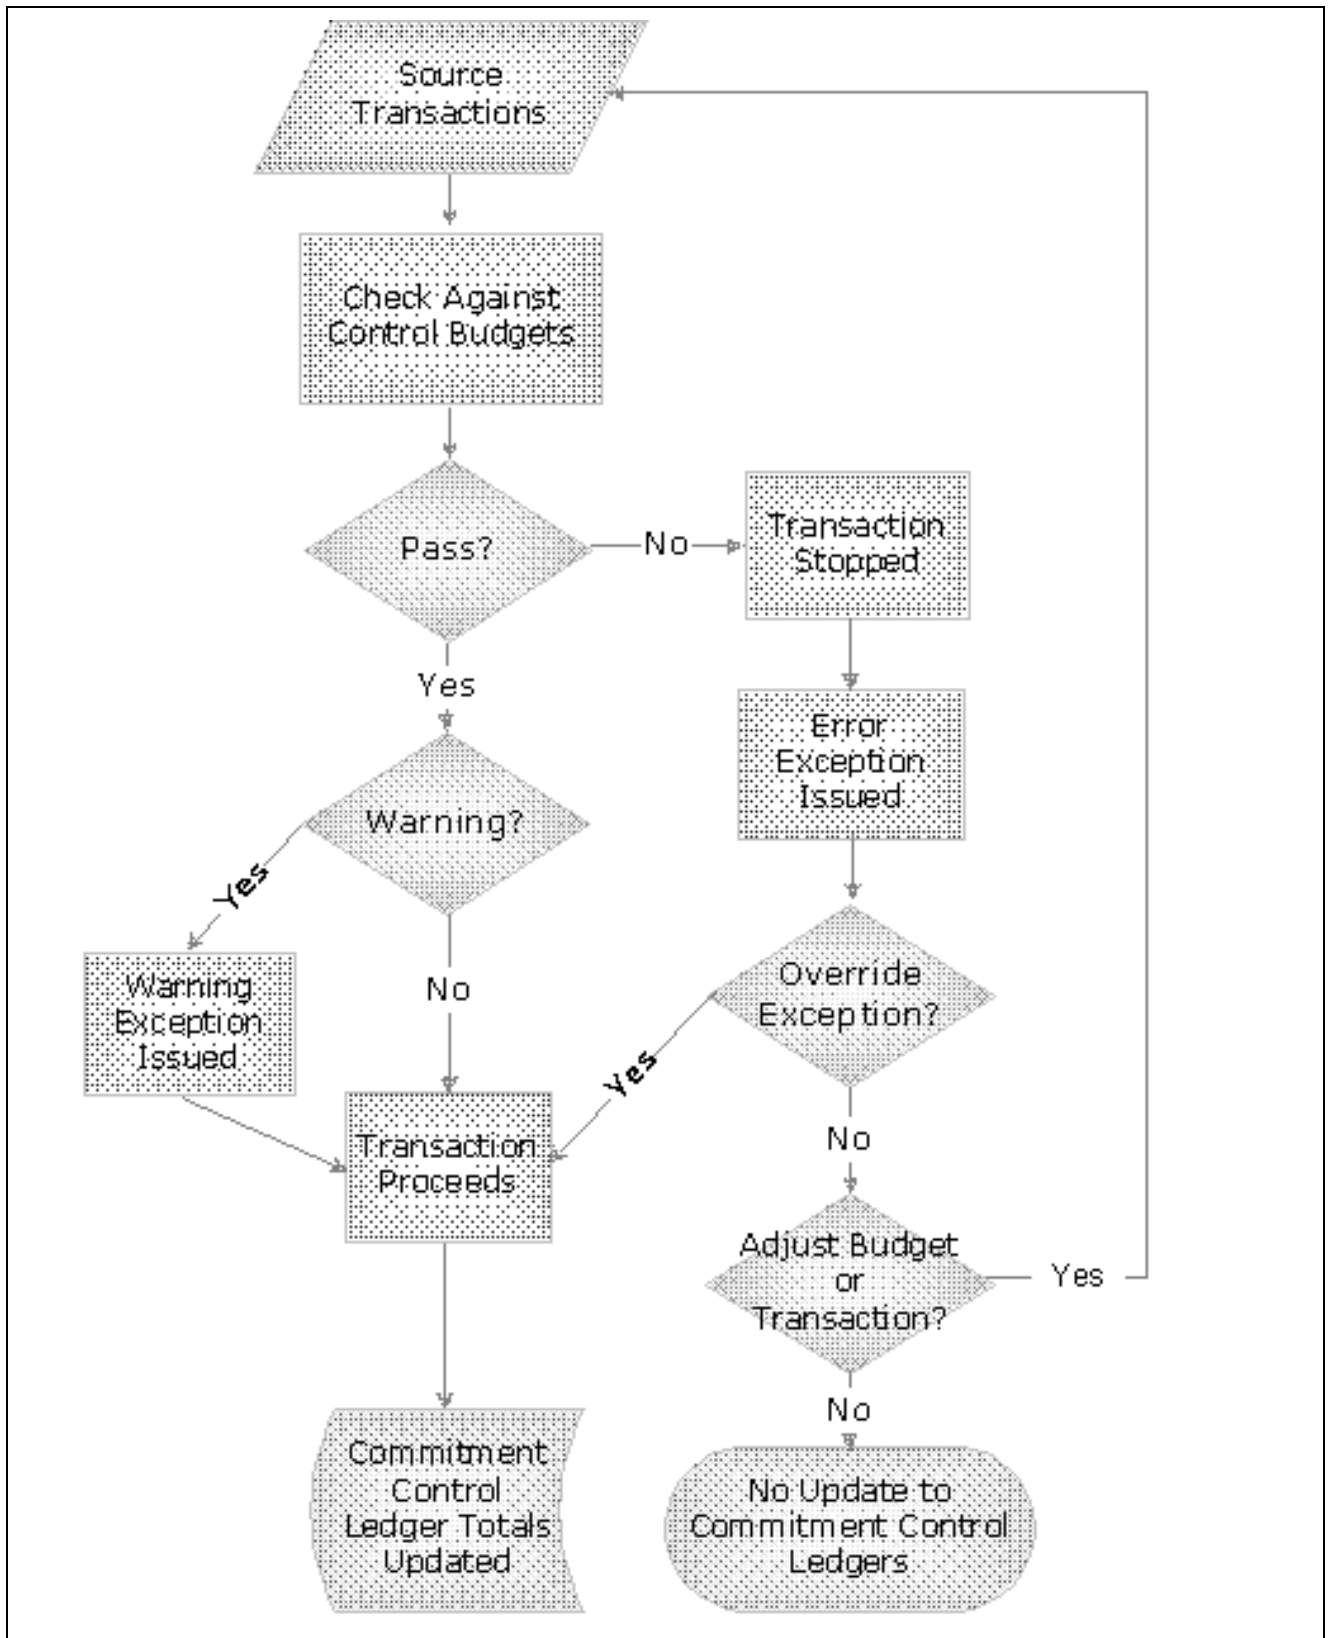 Source
Transactions
Check Against
Control Budgets
Pass?
No
Transaction
Stopped
Yes
Error
Exception
Issued
Warning?
Yes
Warning
Exception
Issued
No
Override
Exception?
Yes
Transaction
Proceeds
No
Adjust Budget
or
Transaction?
Yes
No
Commitment
Control
Ledger Totals
Updated
No Update to
Commitment Control
Ledgers